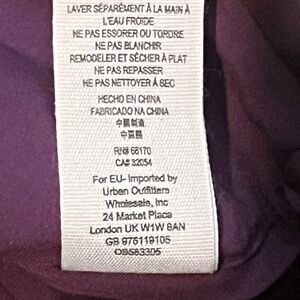 LAVER SÉPARÉMENT À LA MAIN À
L'EAU FROIDE
NE PAS ESSORER OU TORDRE
NE PAS BLANCHIR
REMODELER ET SÉCHER À PLAT
NE PAS REPASSER
NE PAS NETTOYER À SEC
HECHO EN CHINA
FABRICADO NA CHINA
中國製造
中国製
RN# 66170
CA# 32054
For EU- Imported by
Urban Outfitters
Wholesale, Inc
24 Market Place
London UK W1W 8AN
GB 975119105
OB583305